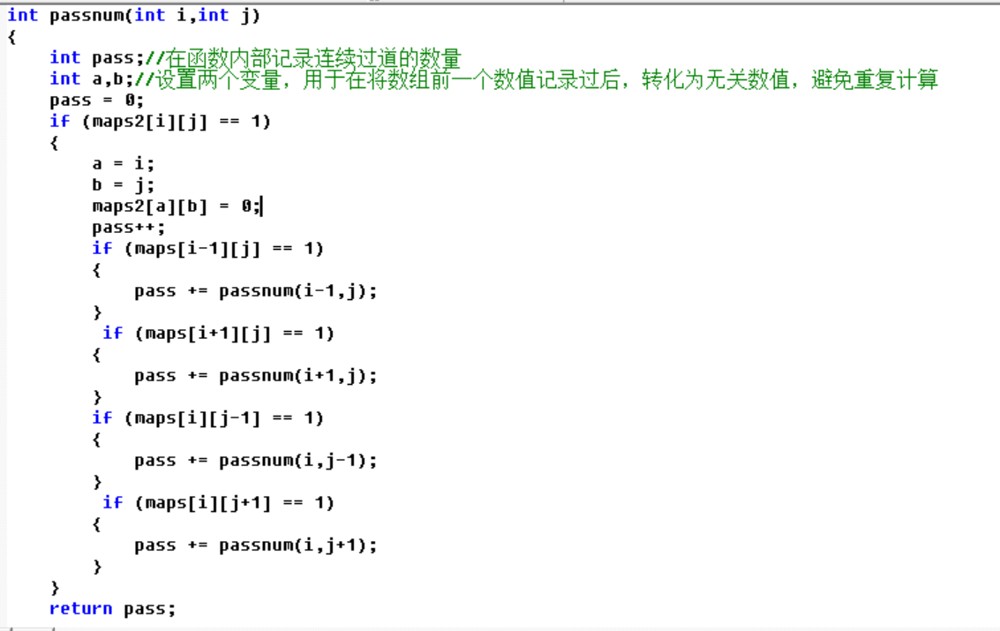 int passnum(int i,int j)
{
    int pass;//在函数内部记录连续过道的数量
    int a,b;//设置两个变量，用于在将数组前一个数值记录过后，转化为无关数值，避免重复计算
    pass = 0;
    if (maps2[i][j] == 1)
    {
        a = i;
        b = j;
        maps2[a][b] = 0;
        pass++;
        if (maps[i-1][j] == 1)
        {
            pass += passnum(i-1,j);
        }
         if (maps[i+1][j] == 1)
        {
            pass += passnum(i+1,j);
        }
        if (maps[i][j-1] == 1)
        {
            pass += passnum(i,j-1);
        }
         if (maps[i][j+1] == 1)
        {
            pass += passnum(i,j+1);
        }
    }
    return pass;